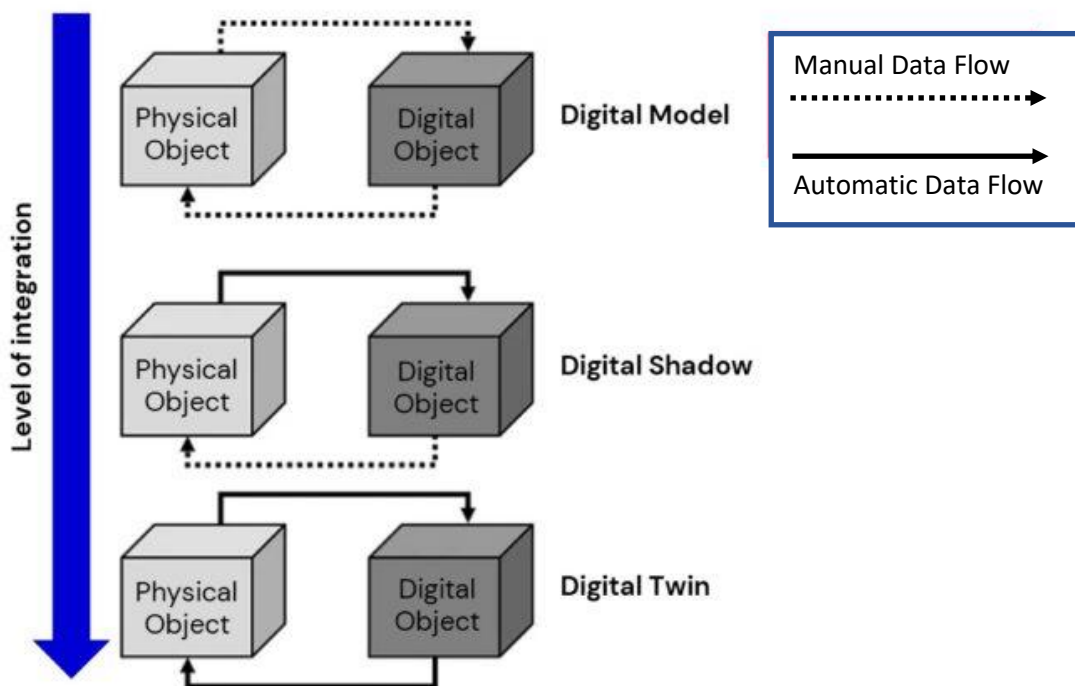 Level of integration
Physical
Object
Digital
Object
Digital Model
Manual Data Flow
Automatic Data Flow
Physical
Object
Digital
Object
Digital Shadow
Physical
Object
Digital
Object
Digital Twin